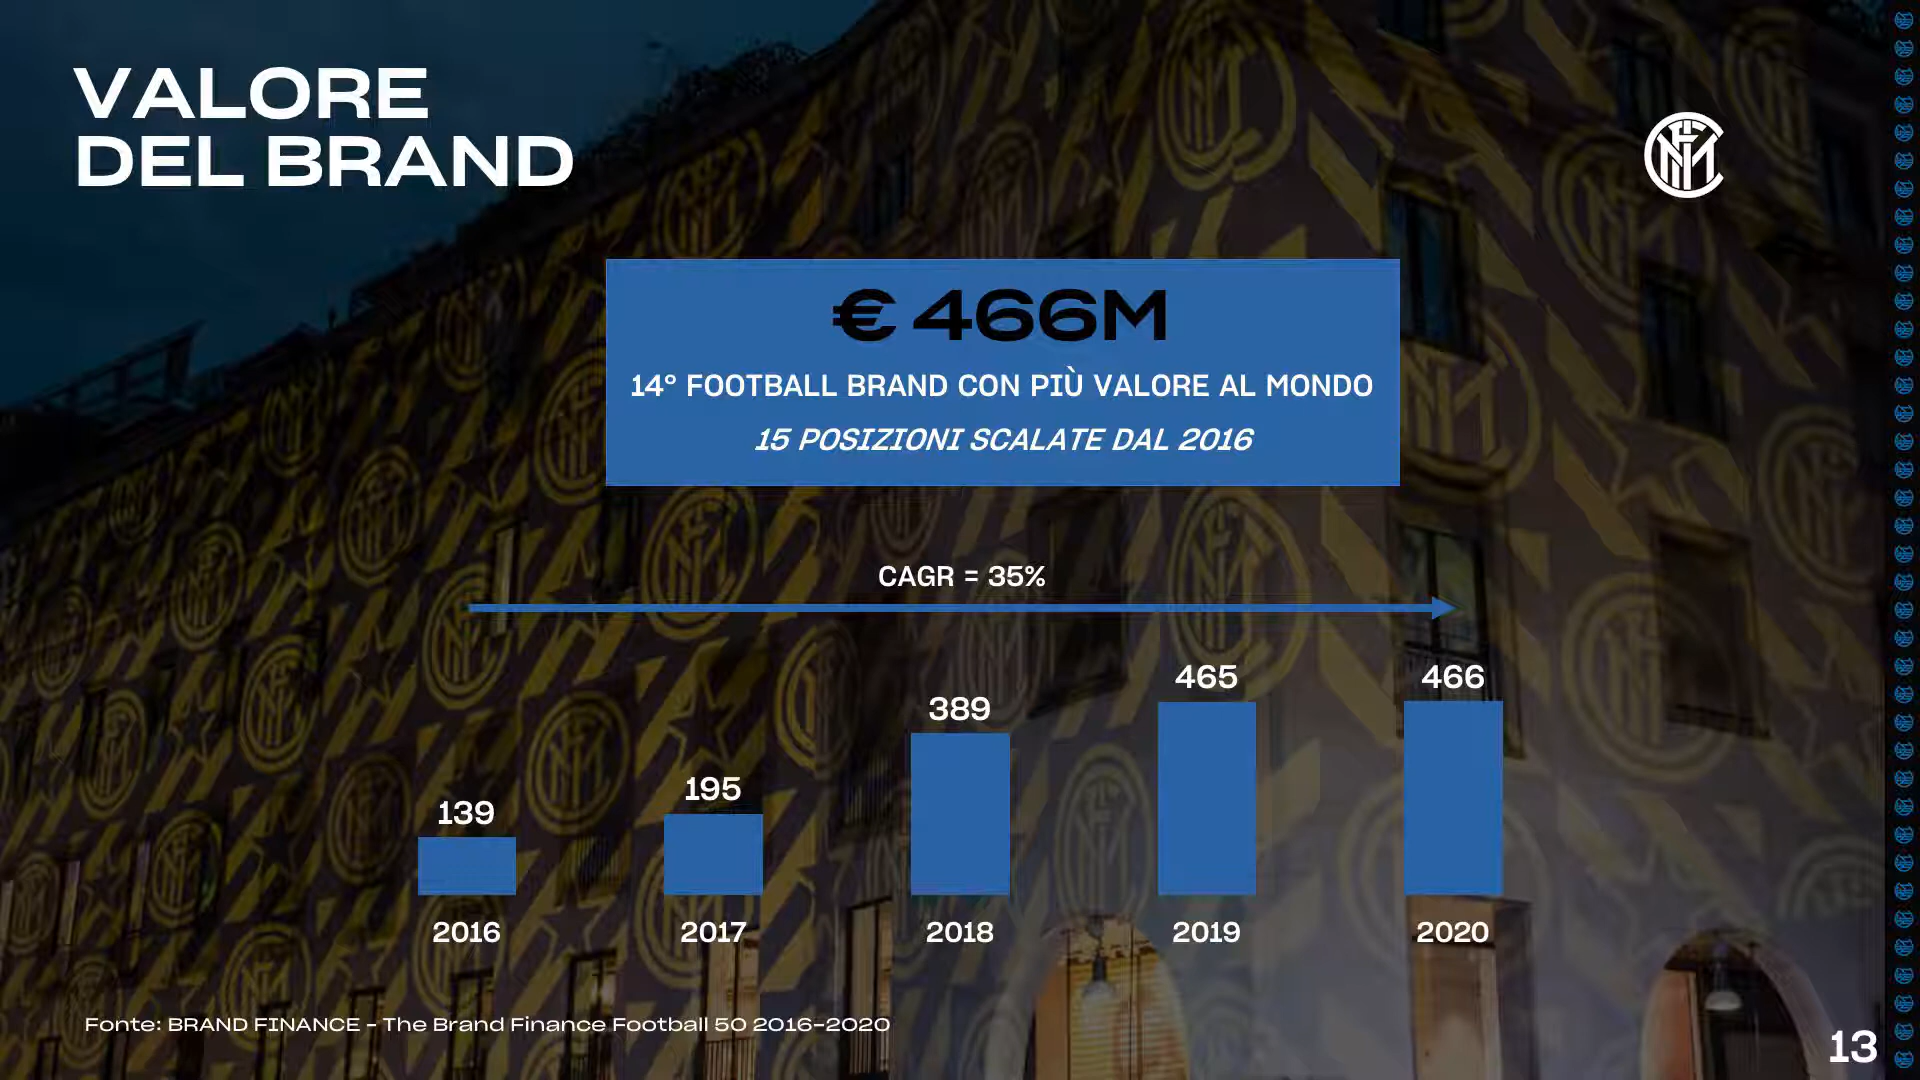 VALORE
DEL BRAND
€ 466M
14° FOOTBALL BRAND CON PIÙ VALORE AL MONDO
15 POSIZIONI SCALATE DAL 2016
CAGR = 35%
139
195
389
465
466
2016
2017
2018
2019
2020
Fonte: BRAND FINANCE - The Brand Finance Football 50 2016-2020
13